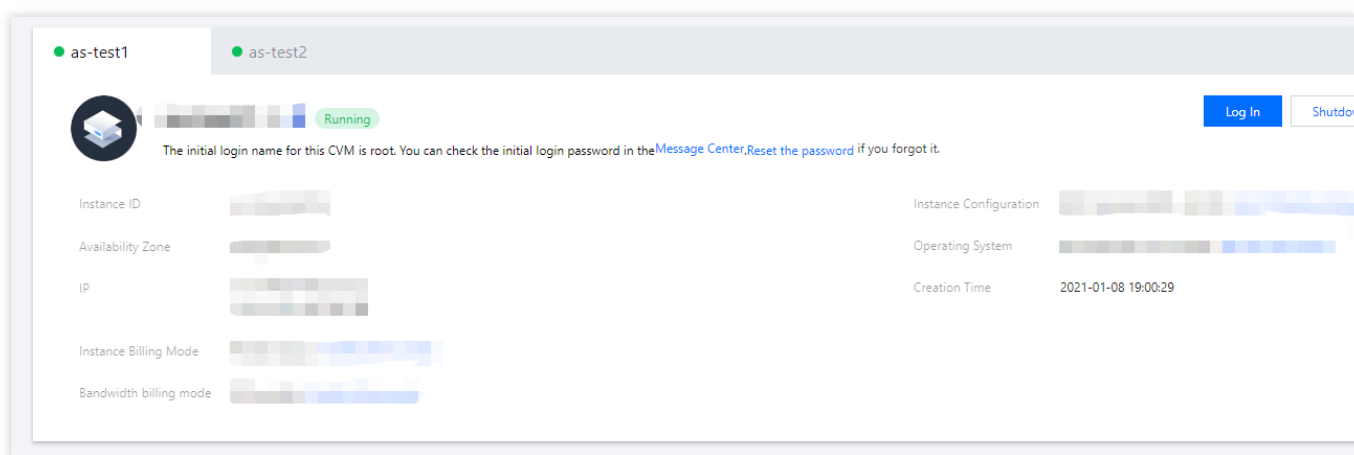 as-test1
as-test2
Running
Log In
Shutdov
The initial login name for this CVM is root. You can check the initial login password in the Message Center.Reset the password if you forgot it.
Instance ID
Instance Configuration
Availability Zone
Operating System
IP
Creation Time 2021-01-08 19:00:29
Instance Billing Mode
Bandwidth billing mode